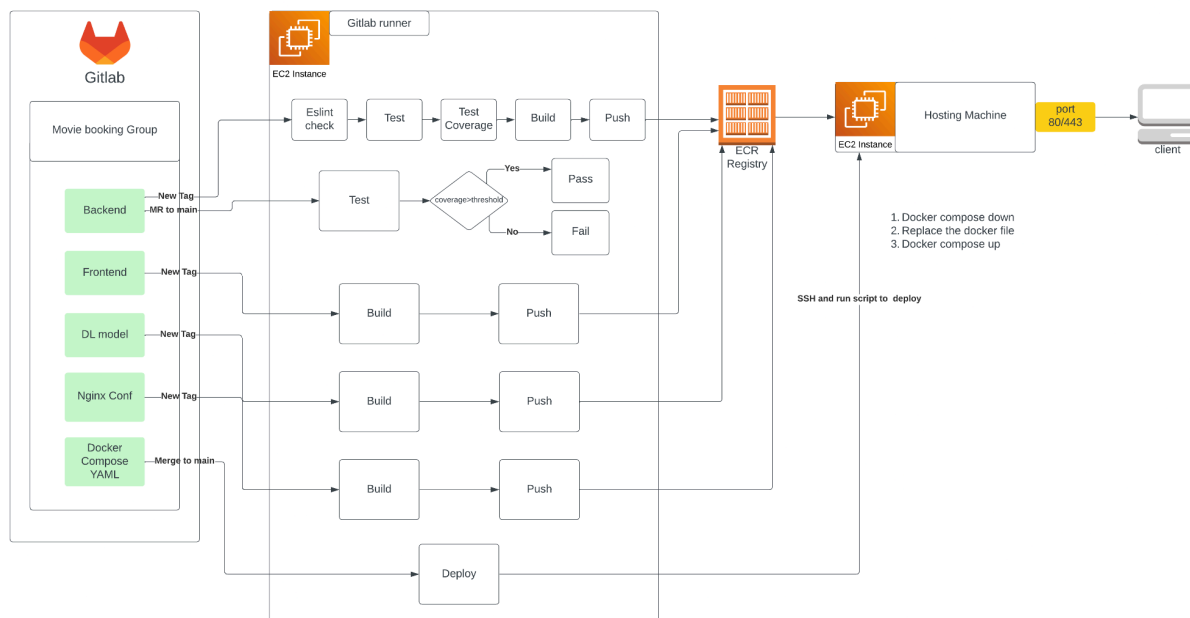 Gitlab
Movie booking Group
Backend
Frontend
DL model
Nginx Conf
Docker
Compose
YAML
New Tag
MR to main
New Tag
New Tag
New Tag
Merge to main
Gitlab runner
EC2 Instance
Eslint
check
Test
Test
Coverage
Build
Push
Test
coverage>threshold
Yes
No
Pass
Fail
Build
Push
Build
Push
Build
Push
Deploy
ECR
Registry
EC2 Instance
Hosting Machine
port
80/443
client
1. Docker compose down
2. Replace the docker file
3. Docker compose up
SSH and run script to deploy